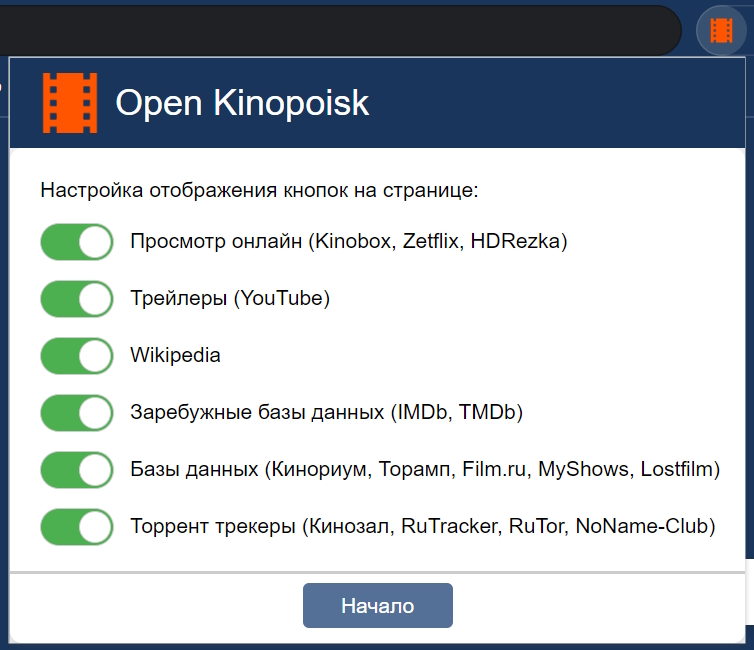 Open Kinopoisk
Настройка отображения кнопок на странице:
Просмотр онлайн (Kinobox, Zetflix, HDRezka)
Трейлеры (YouTube)
Wikipedia
Заребужные базы данных (IMDb, TMDb)
Базы данных (Кинориум, Торамп, Film.ru, MyShows, Lostfilm)
Торрент трекеры (Кинозал, RuTracker, RuTor, NoName-Club)
Начало